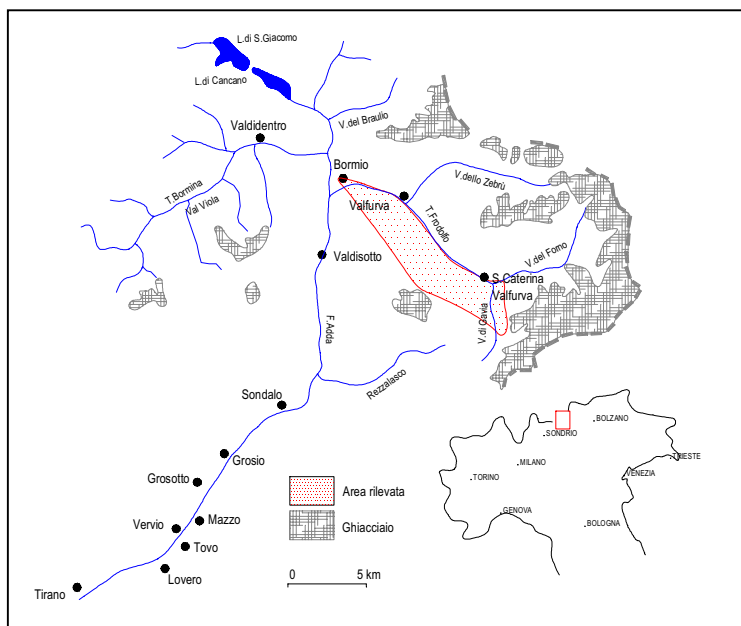 L.di S.Giacomo
L.di Cancano
V.del Braulio
Valdidentro
Bormio
V.dello Zebrù
T.Bormina
Val Viola
Valfurva
T.Frodolfo
V.del Forno
Valdisotto
S.Caterina
Valfurva
V.di Gavia
F.Adda
Rezzalasco
Sondalo
Grosio
Grosotto
Mazzo
Vervio
Tovo
Lovero
Tirano
Area rilevata
Ghiacciaio
0 5 km
BOLZANO
SONDRIO
TRIESTE
MILANO
VENEZIA
TORINO
GENOVA
BOLOGNA